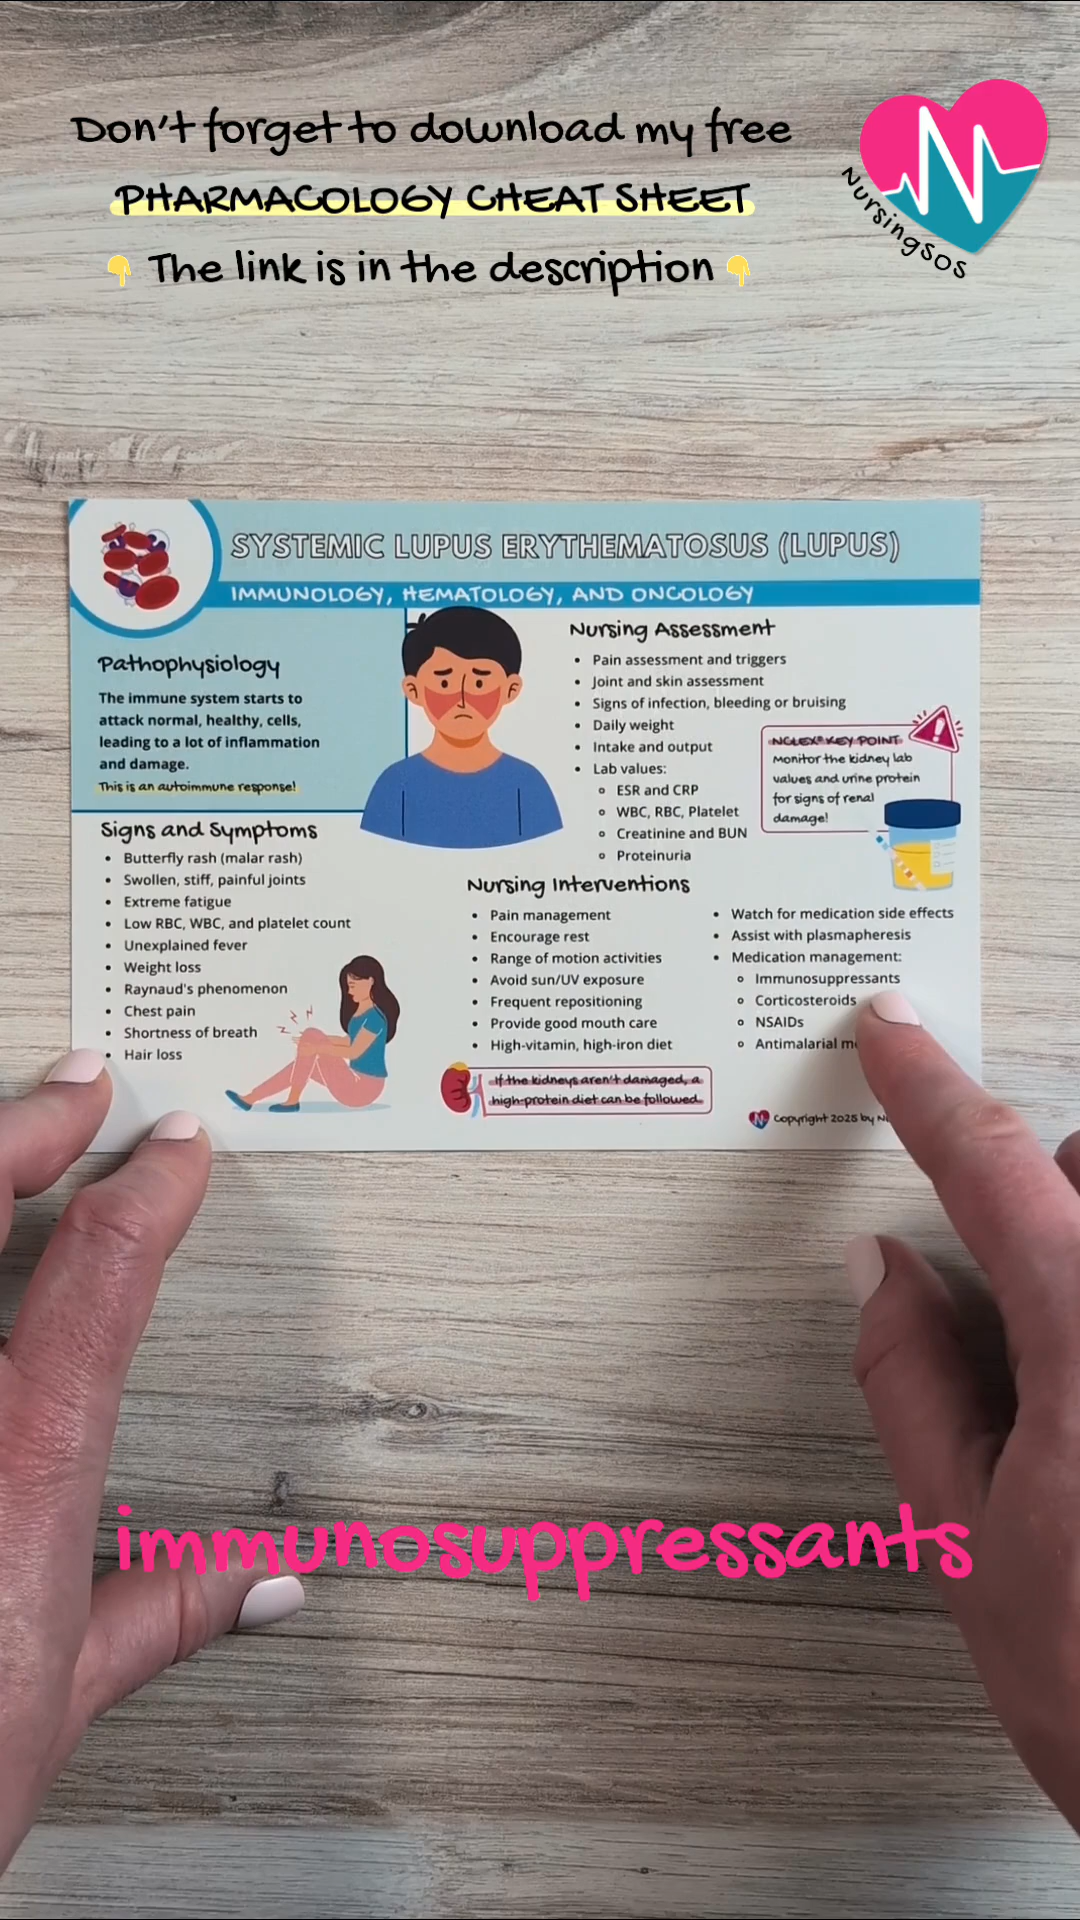 Don't forget to download my free
PHARMACOLOGY CHEAT SHEET
👇 The link is in the description 👇
N
NursingSOS
SYSTEMIC LUPUS ERYTHEMATOSUS (LUPUS)
IMMUNOLOGY, HEMATOLOGY, AND ONCOLOGY
Pathophysiology
The immune system starts to
attack normal, healthy, cells,
leading to a lot of inflammation
and damage.
This is an autoimmune response!
Signs and Symptoms
• Butterfly rash (malar rash)
• Swollen, stiff, painful joints
• Extreme fatigue
• Low RBC, WBC, and platelet count
• Unexplained fever
• Weight loss
• Raynaud's phenomenon
• Chest pain
• Shortness of breath
• Hair loss
Nursing Assessment
• Pain assessment and triggers
• Joint and skin assessment
• Signs of infection, bleeding or bruising
• Daily weight
• Intake and output
• Lab values:
○ ESR and CRP
○ WBC, RBC, Platelet
○ Creatinine and BUN
○ Proteinuria
NCLEX® KEY POINT
Monitor the kidney lab
values and urine protein
for signs of renal
damage!
Nursing Interventions
• Pain management
• Encourage rest
• Range of motion activities
• Avoid sun/UV exposure
• Frequent repositioning
• Provide good mouth care
• High-vitamin, high-iron diet
• Watch for medication side effects
• Assist with plasmapheresis
• Medication management:
○ Immunosuppressants
○ Corticosteroids
○ NSAIDs
○ Antimalarial
If the kidneys aren't damaged, a
high-protein diet can be followed.
N Copyright 2025 by
immunosuppressants